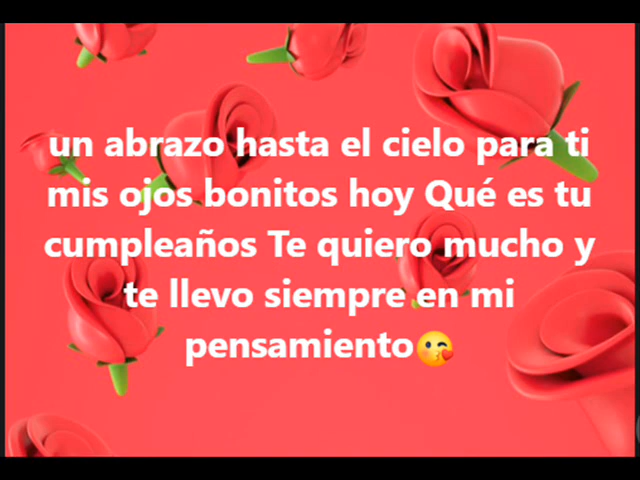 un abrazo hasta el cielo para ti
mis ojos bonitos hoy Qué es tu
cumpleaños Te quiero mucho y
te llevo siempre en mi
pensamiento😘